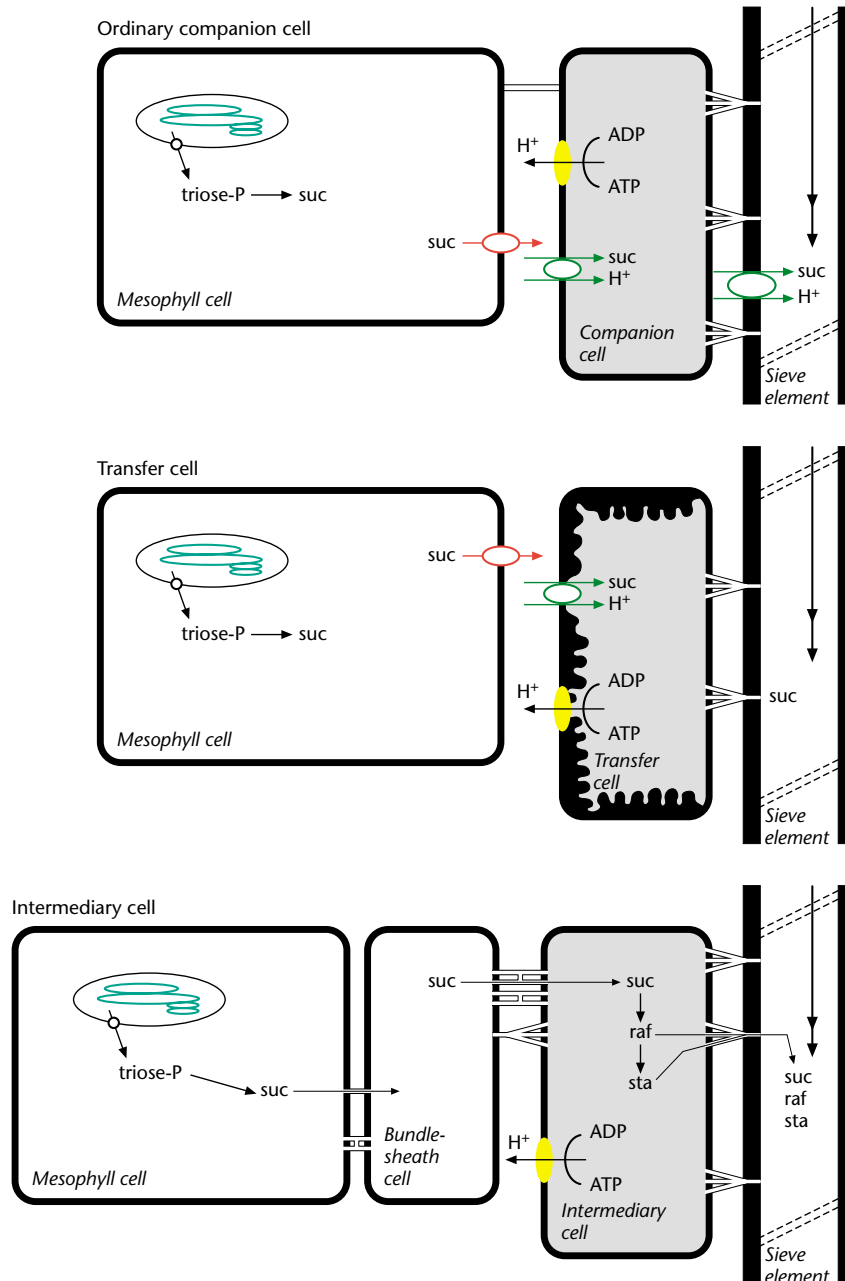 Ordinary companion cell
ADP
H⁺
ATP
triose-P
suc
suc
suc
H⁺
suc
H⁺
Mesophyll cell
Companion
cell
Sieve
element
Transfer cell
suc
suc
H⁺
triose-P
suc
ADP
H⁺
suc
ATP
Mesophyll cell
Transfer
cell
Sieve
element
Intermediary cell
suc
suc
raf
triose-P
suc
sta
suc
raf
sta
Bundle-
sheath
cell
H⁺
ADP
ATP
Mesophyll cell
Intermediary
cell
Sieve
element